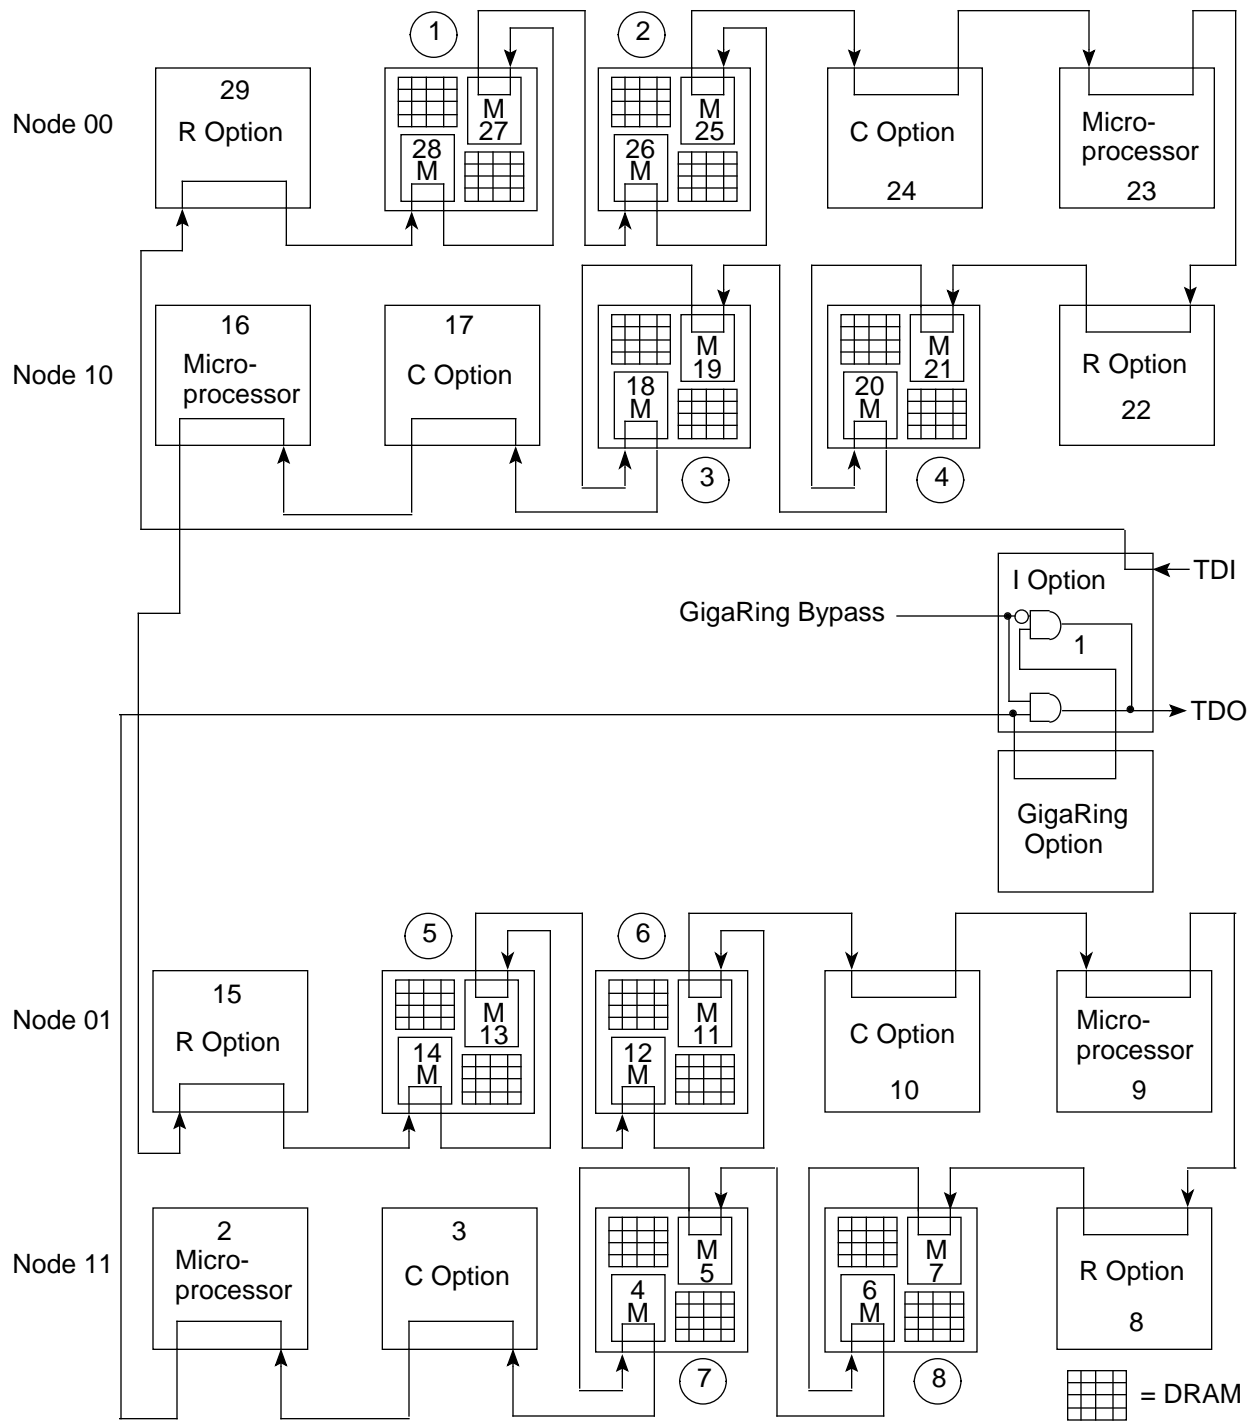 1
2
29
R Option
M
27
28
M
M
25
26
M
C Option
24
Micro-
processor
23
Node 00
16
Micro-
processor
17
C Option
M
19
18
M
M
21
20
M
R Option
22
Node 10
3
4
TDI
I Option
GigaRing Bypass
1
TDO
GigaRing
Option
5
6
15
R Option
M
13
14
M
M
11
12
M
C Option
10
Micro-
processor
9
Node 01
2
Micro-
processor
3
C Option
M
5
4
M
M
7
6
M
R Option
8
Node 11
7
8
= DRAM